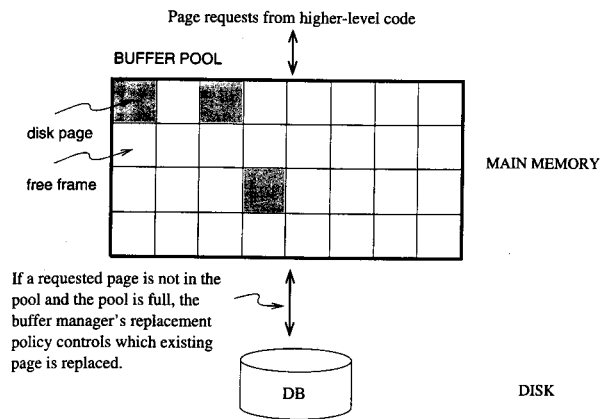 Page requests from higher-level code
BUFFER POOL
disk page
free frame
MAIN MEMORY
If a requested page is not in the
pool and the pool is full, the
buffer manager's replacement
policy controls which existing
page is replaced.
DB
DISK